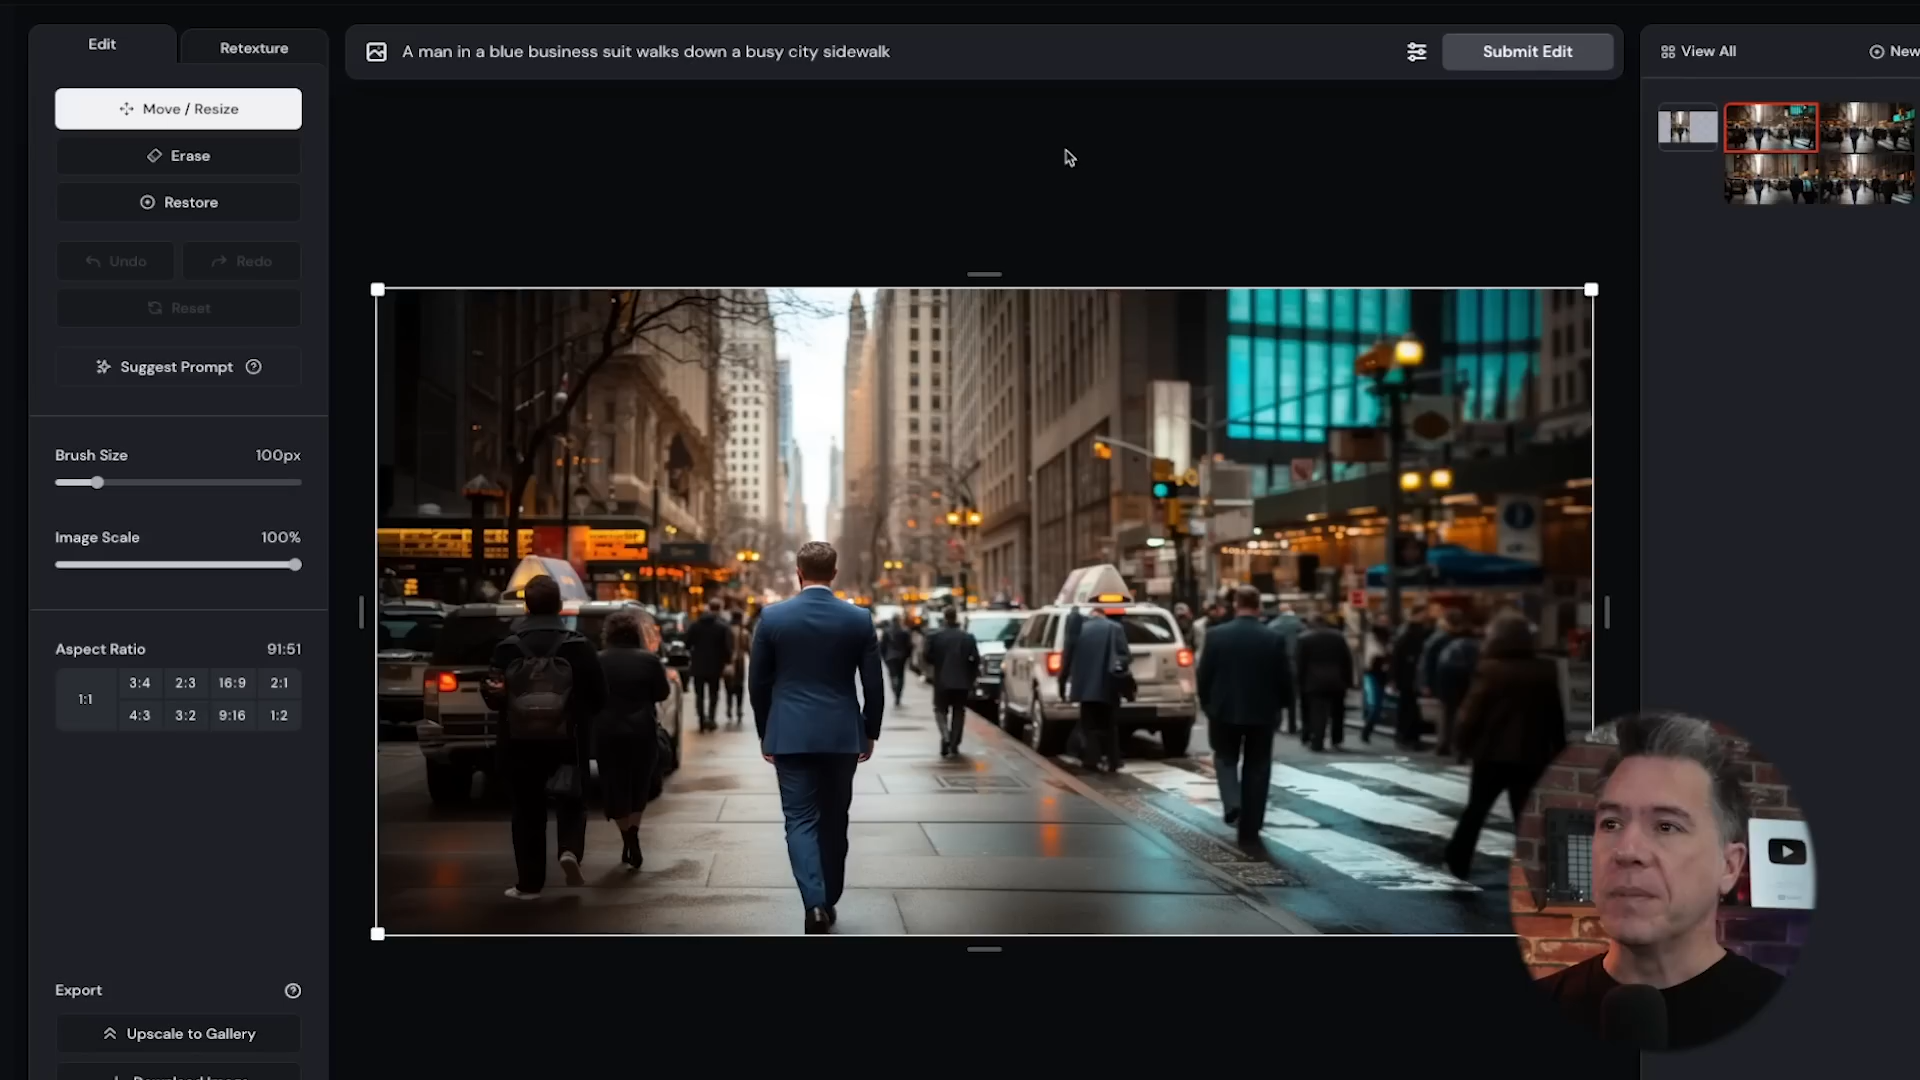 Edit
Retexture
A man in a blue business suit walks down a busy city sidewalk
Submit Edit
View All
New
Move / Resize
Erase
Restore
Undo
Redo
Reset
Suggest Prompt
Brush Size
100px
Image Scale
100%
Aspect Ratio
91:51
1:1
3:4
2:3
16:9
2:1
4:3
3:2
9:16
1:2
Export
Upscale to Gallery
Download Image